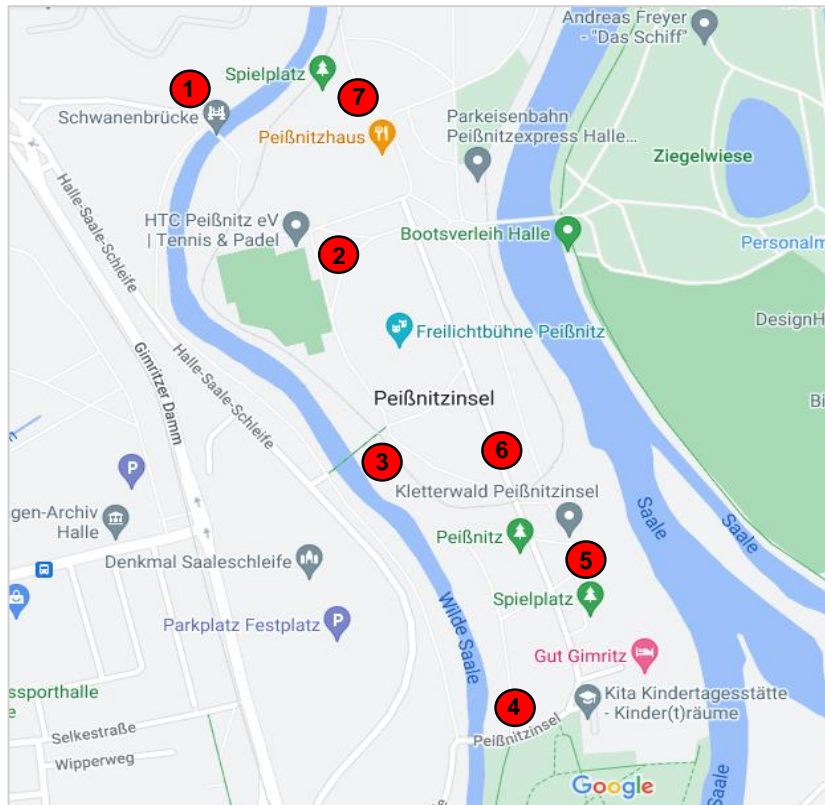 Andreas Freyer
- "Das Schiff"
Spielplatz
1
7
Schwanenbrücke
Peißnitzhaus
Parkeisenbahn
Peißnitzexpress Halle...
Ziegelwiese
Halle-Saale-Schleife
HTC Peißnitz eV
| Tennis & Padel
2
Bootsverleih Halle
Personalm
Freilichtbühne Peißnitz
DesignH
Gimritzer Damm
Halle-Saale-Schleife
Peißnitzinsel
Bi
3
6
P
Kletterwald Peißnitzinsel
gen-Archiv
Halle
Saale
Saale
Peißnitz
Denkmal Saaleschleife
5
Spielplatz
Parkplatz Festplatz
P
Wilde Saale
Gut Gimritz
ssporthalle
e
4
Kita Kindertagesstätte
- Kinder(t)räume
Selkestraße
Peißnitzinsel
Wipperweg
Google
Saale